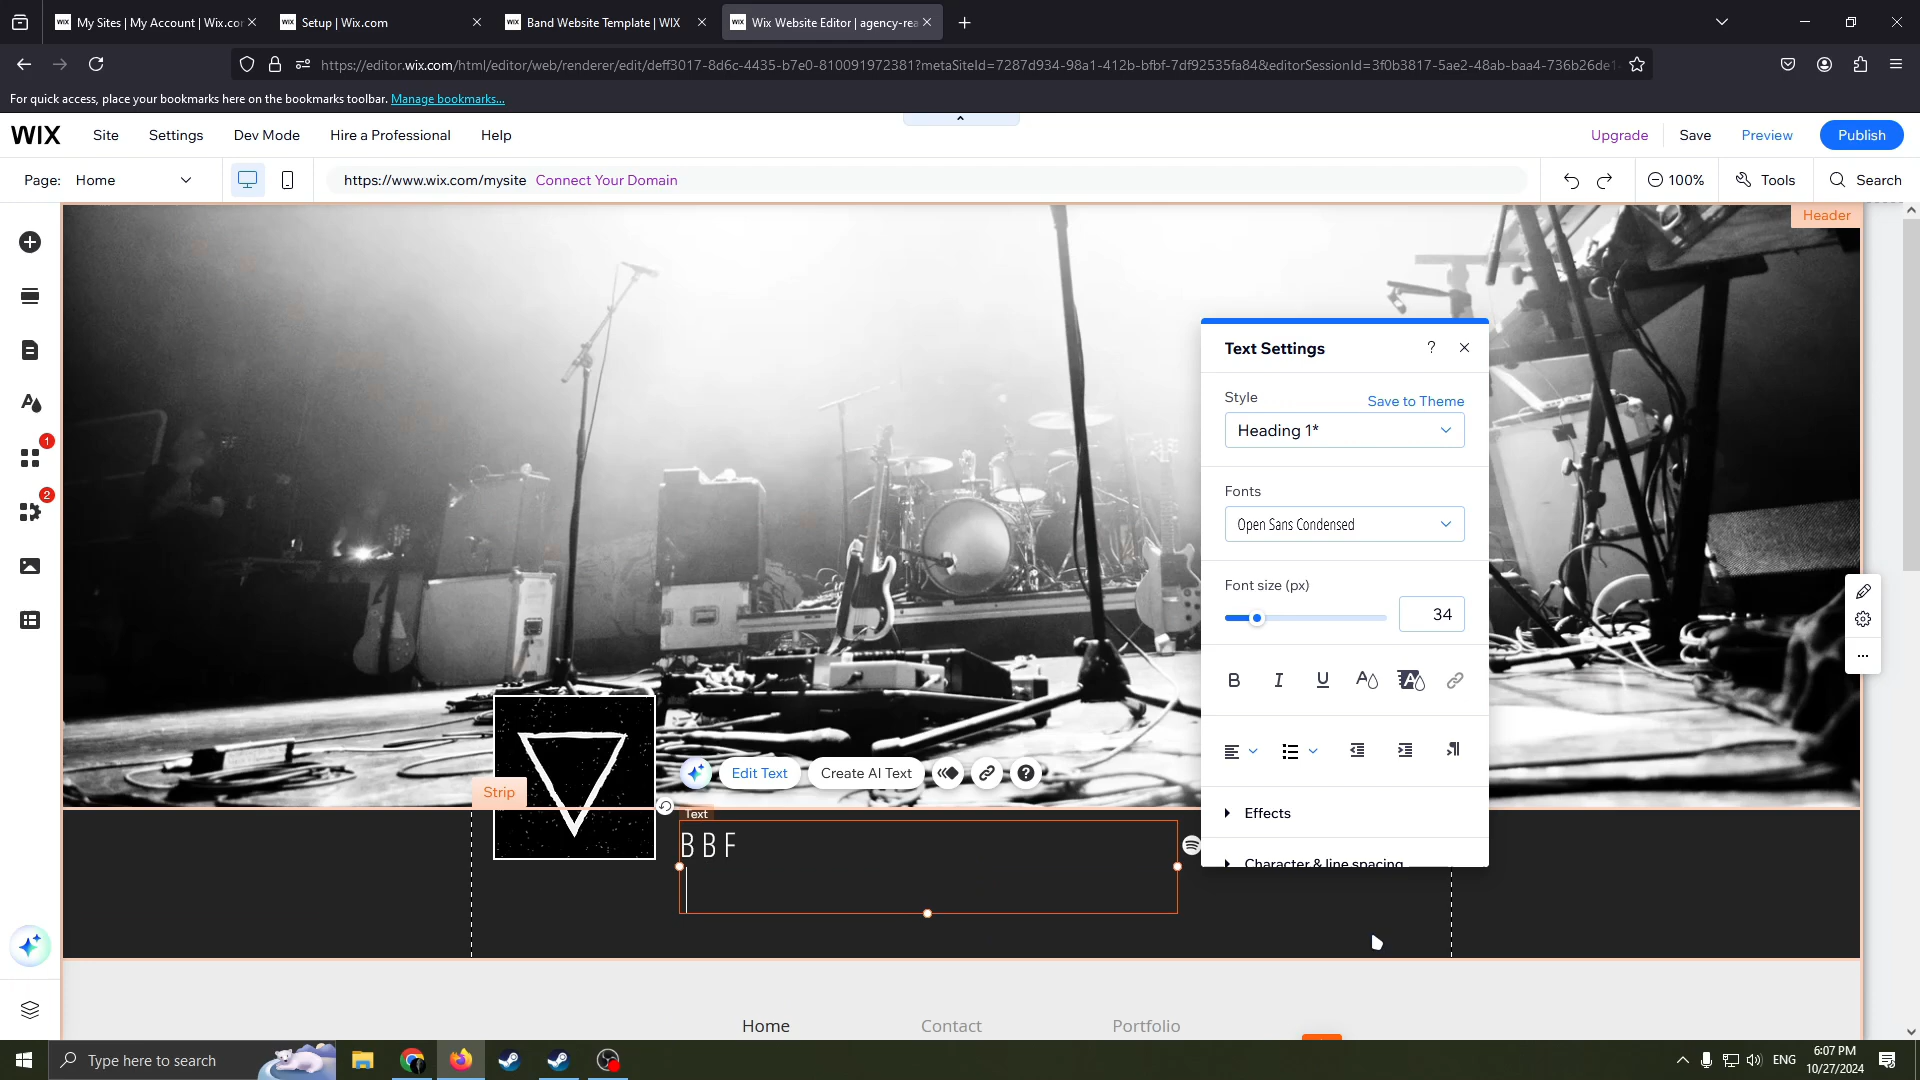 My Sites | My Account | Wix.co
Setup | Wix.com
Band Website Template | WIX
Wix Website Editor | agency-rea
https://editor.wix.com/html/editor/web/renderer/edit/deff3017-8d6c-4435-b7e0-810091972381?metaSiteId=7287d934-98a1-412b-bfbf-7df92535fa84&editorSessionId=3f0b3817-5ae2-48ab-baa4-736b26de1
For quick access, place your bookmarks here on the bookmarks toolbar. Manage bookmarks...
WIX Site Settings Dev Mode Hire a Professional Help Upgrade Save Preview Publish
Page: Home https://www.wix.com/mysite Connect Your Domain 100% Tools Search
Header
Text Settings ?
Style Save to Theme
Heading 1*
1
Fonts
2
Open Sans Condensed
Font size (px)
34
B I U A A
Edit Text Create AI Text ?
Strip
Text
Effects
B B F
Character & line spacing
Home Contact Portfolio
Type here to search
ENG
6:07 PM
10/27/2024